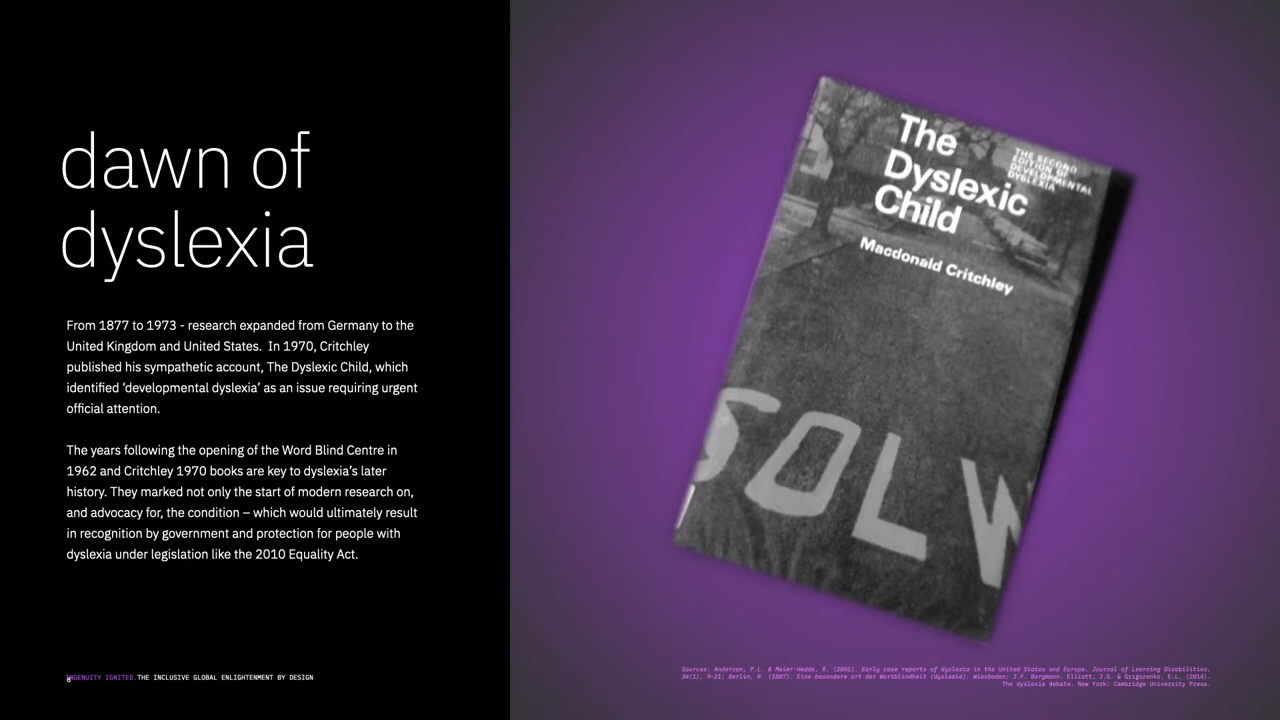 dawn of
dyslexia
From 1877 to 1973 - research expanded from Germany to the
United Kingdom and United States.  In 1970, Critchley
published his sympathetic account, The Dyslexic Child, which
identified ‘developmental dyslexia’ as an issue requiring urgent
official attention.
The years following the opening of the Word Blind Centre in
1962 and Critchley 1970 books are key to dyslexia’s later
history. They marked not only the start of modern research on,
and advocacy for, the condition – which would ultimately result
in recognition by government and protection for people with
dyslexia under legislation like the 2010 Equality Act.
INGENUITY IGNITED.THE INCLUSIVE GLOBAL ENLIGHTENMENT BY DESIGN
The
Dyslexic
Child
THE SECOND
EDITION OF
DEVELOPMENTAL
DYSLEXIA
Macdonald Critchley
SOLW
Sources: Anderson, P.L. & Meier-Hedde, R. (2001). Early case reports of dyslexia in the United States and Europe. Journal of Learning Disabilities,
34(1), 9–21; Berlin, R. (1887). Eine besondere art der Wortblindheit (dyslexie). Wiesbaden: J.F. Bergmann. Elliott, J.G. & Grigorenko, E.L. (2014).
The dyslexia debate. New York: Cambridge University Press.